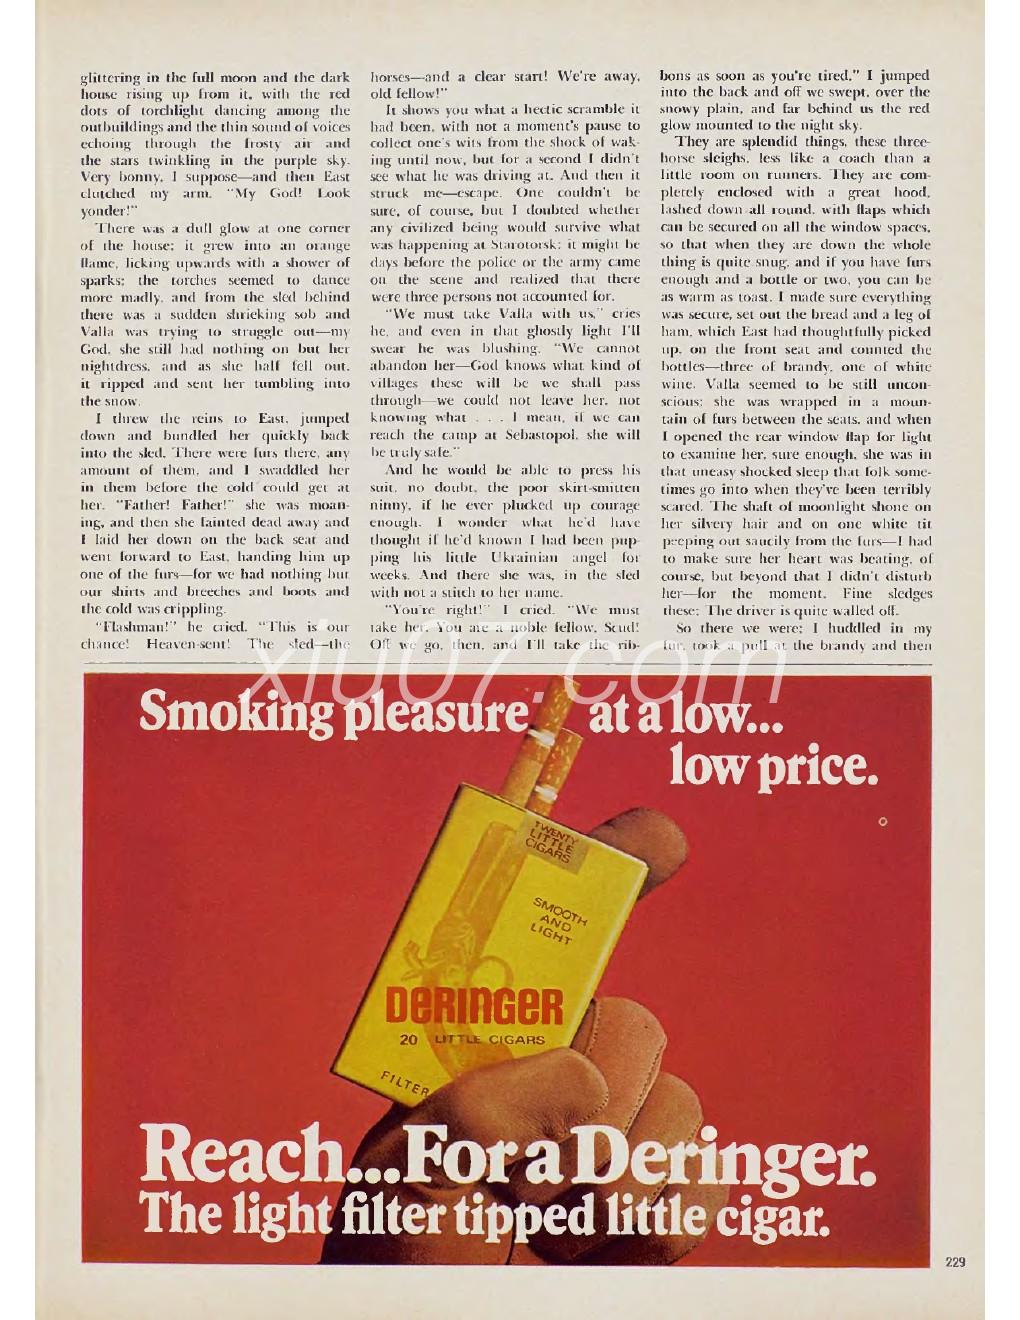 glittering in the full moon and the dark
house rising up from it, with the red
dots of torchlight dancing among the
outbuildings and the thin sound of voices
echoing through the frosty air and
the stars twinkling in the purple sky.
Very bonny, I suppose—and then East
clutched my arm. "My God! Look
yonder!"
There was a dull glow at one corner
of the house; it grew into an orange
flame, licking upwards with a shower of
sparks; the torches seemed to dance
more madly, and from the sled behind
there was a sudden shrieking sob and
Valla was trying to struggle out—my
God, she still had nothing on but her
nightdress, and as she half fell out,
it ripped and sent her tumbling into
the snow.
I threw the reins to East, jumped
down and bundled her quickly back
into the sled. There were furs there, any
amount of them, and I swaddled her
in them before the cold could get at
her. "Father! Father!" she was moan-
ing, and then she fainted dead away and
I laid her down on the back seat and
went forward to East, handing him up
one of the furs—for we had nothing but
our shirts and breeches and boots and
the cold was crippling.
"Flashman!" he cried. "This is our
chance! Heaven-sent! The sled—the
horses—and a clear start! We're away,
old fellow!"
It shows you what a hectic scramble it
had been, with not a moment's pause to
collect one's wits from the shock of wak-
ing until now, but for a second I didn't
see what he was driving at. And then it
struck me—escape. One couldn't be
sure, of course, but I doubted whether
any civilized being would survive what
was happening at Starotorsk; it might be
days before the police or the army came
on the scene and realized that there
were three persons not accounted for.
"We must take Valla with us," cries
he, and even in that ghostly light I'll
swear he was blushing. "We cannot
abandon her—God knows what kind of
villages these will be we shall pass
through—we could not leave her, not
knowing what . . . I mean, if we can
reach the camp at Sebastopol, she will
be truly safe."
And he would be able to press his
suit, no doubt, the poor skirt-smitten
ninny, if he ever plucked up courage
enough. I wonder what he'd have
thought if he'd known I had been pup-
ping his little Ukrainian angel for
weeks. And there she was, in the sled
with not a stitch to her name.
"You're right!" I cried. "We must
take her. You are a noble fellow, Scud!
Off we go, then, and I'll take the rib-
bons as soon as you're tired." I jumped
into the back and off we swept, over the
snowy plain, and far behind us the red
glow mounted to the night sky.
They are splendid things, these three-
horse sleighs, less like a coach than a
little room on runners. They are com-
pletely enclosed with a great hood,
lashed down all round, with flaps which
can be secured on all the window spaces,
so that when they are down the whole
thing is quite snug, and if you have furs
enough and a bottle or two, you can be
as warm as toast. I made sure everything
was secure, set out the bread and a leg of
ham, which East had thoughtfully picked
up, on the front seat and counted the
bottles—three of brandy, one of white
wine. Valla seemed to be still uncon-
scious; she was wrapped in a moun-
tain of furs between the seats, and when
I opened the rear window flap for light
to examine her, sure enough, she was in
that uneasy shocked sleep that folk some-
times go into when they've been terribly
scared. The shaft of moonlight shone on
her silvery hair and on one white tit
peeping out saucily from the furs—I had
to make sure her heart was beating, of
course, but beyond that I didn't disturb
her—for the moment. Fine sledges
these: The driver is quite walled off.
So there we were; I huddled in my
fur, took a pull at the brandy and then
xiu07.com
Smoking pleasure at a low...
low price.
TWENTY
LITTLE
CIGARS
SMOOTH
AND
LIGHT
DERINGER
20 LITTLE CIGARS
FILTER
Reach...For a Deringer.
The light filter tipped little cigar.
229